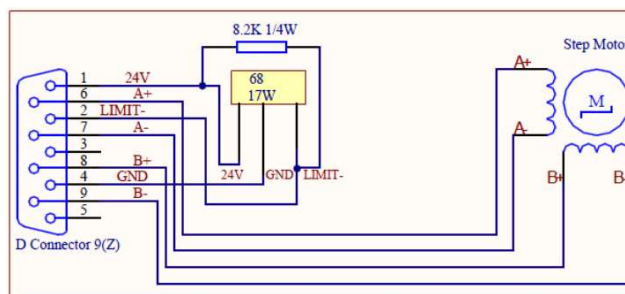 8.2K 1/4W
Step Moto
1 24V
6 A+
2 LIMIT-
7 A-
3
8 B+
4 GND
9 B-
5
D Connector 9(Z)
68
17W
24V GND LIMIT-
A+
A-
M
B+ B-